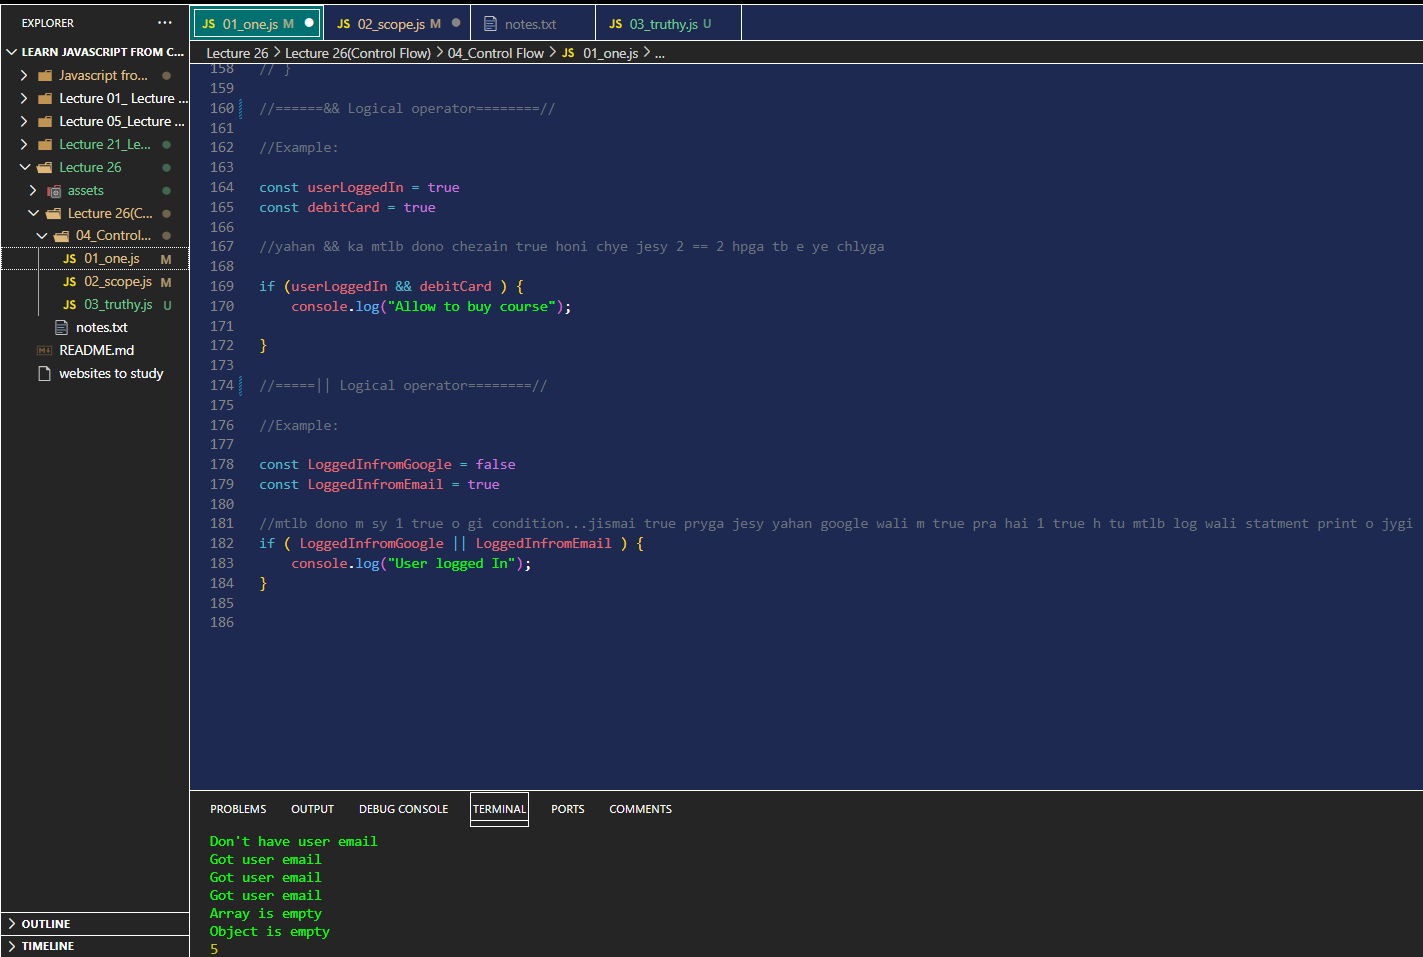 EXPLORER ···
LEARN JAVASCRIPT FROM C...
Javascript fro...
Lecture 01_ Lecture ...
Lecture 05_Lecture ...
Lecture 21_Le...
Lecture 26
assets
Lecture 26(C...
04_Control...
JS 01_one.js M
JS 02_scope.js M
JS 03_truthy.js U
notes.txt
README.md
websites to study
OUTLINE
TIMELINE
JS 01_one.js M
JS 02_scope.js M
notes.txt
JS 03_truthy.js U
Lecture 26 > Lecture 26(Control Flow) > 04_Control Flow > JS 01_one.js > ...
158 // }
159
160 //======&& Logical operator========//
161
162 //Example:
163
164 const userLoggedIn = true
165 const debitCard = true
166
167 //yahan && ka mtlb dono chezain true honi chye jesy 2 == 2 hpga tb e ye chlyga
168
169 if (userLoggedIn && debitCard ) {
170 console.log("Allow to buy course");
171
172 }
173
174 //=====|| Logical operator========//
175
176 //Example:
177
178 const LoggedInfromGoogle = false
179 const LoggedInfromEmail = true
180
181 //mtlb dono m sy 1 true o gi condition...jismai true pryga jesy yahan google wali m true pra hai 1 true h tu mtlb log wali statment print o jygi
182 if ( LoggedInfromGoogle || LoggedInfromEmail ) {
183 console.log("User logged In");
184 }
185
186
PROBLEMS OUTPUT DEBUG CONSOLE TERMINAL PORTS COMMENTS
Don't have user email
Got user email
Got user email
Got user email
Array is empty
Object is empty
5